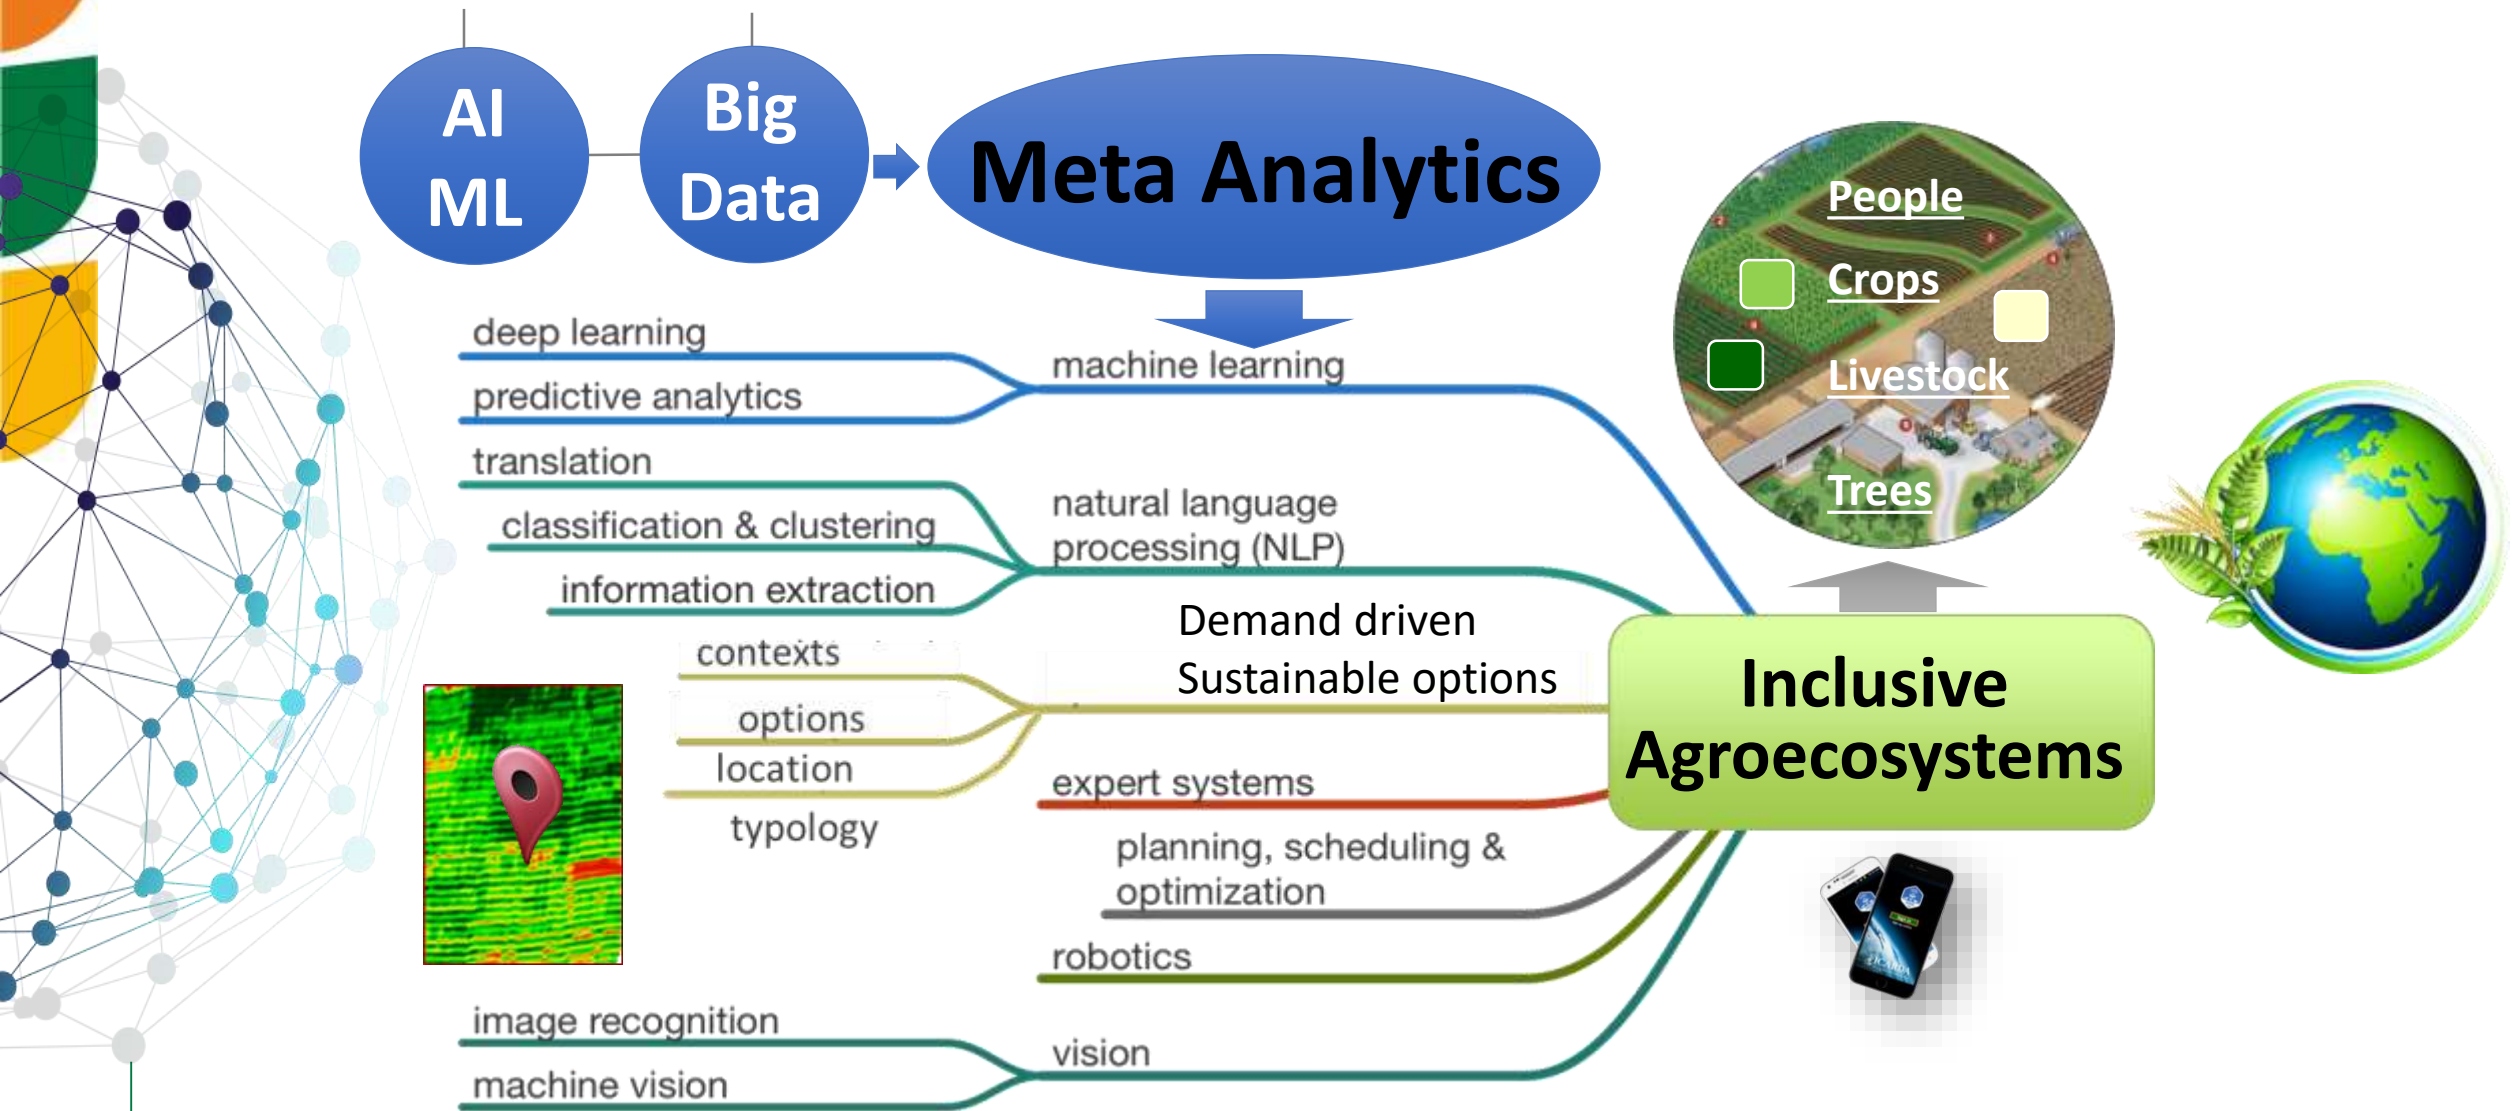 AI
ML
Big
Data
Meta Analytics
People
Crops
Livestock
Trees
deep learning
predictive analytics
machine learning
translation
classification & clustering
information extraction
natural language
processing (NLP)
contexts
options
location
typology
Demand driven
Sustainable options
Inclusive
Agroecosystems
expert systems
planning, scheduling &
optimization
robotics
image recognition
machine vision
vision
ICARDA